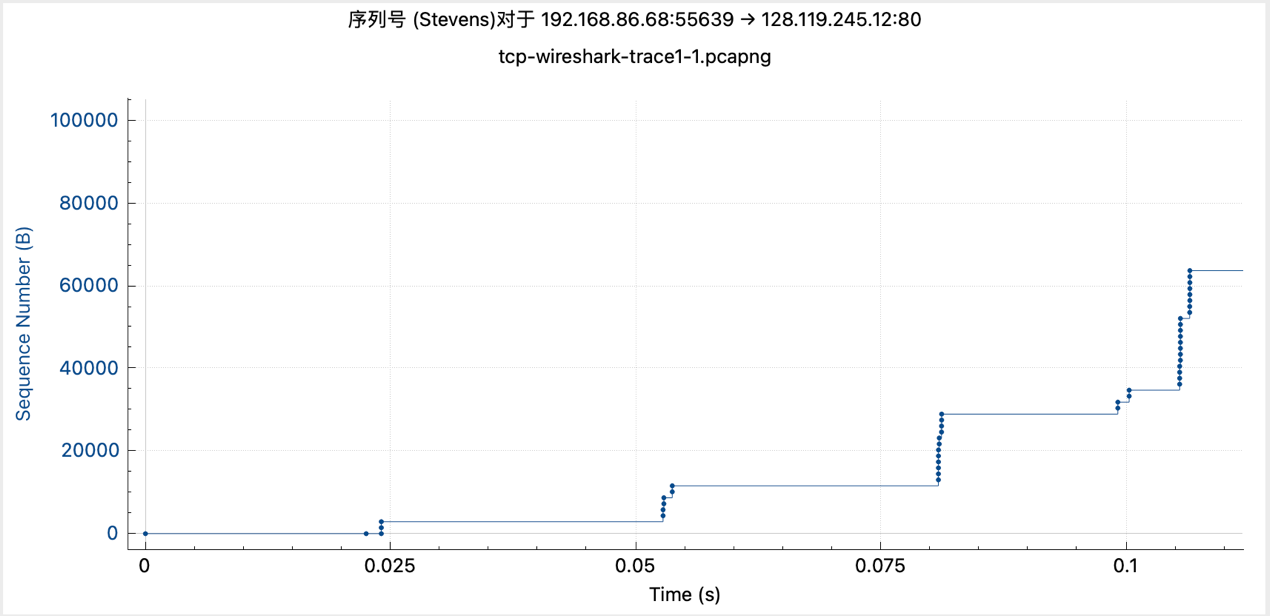 序列号 (Stevens)对于 192.168.86.68:55639 → 128.119.245.12:80
tcp-wireshark-trace1-1.pcapng
Sequence Number (B)
100000
80000
60000
40000
20000
0
0 0.025 0.05 0.075 0.1
Time (s)